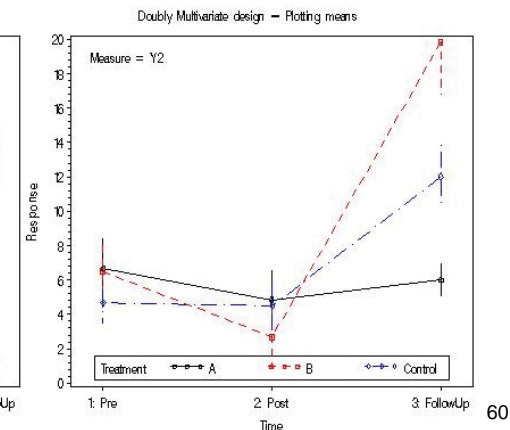 Doubly Multivariate design – Plotting means
Measure = Y2
Response
20
18
16
14
12
10
8
6
4
2
0
Treatment A B Control
Up 1: Pre 2: Post 3: FollowUp
Time
60